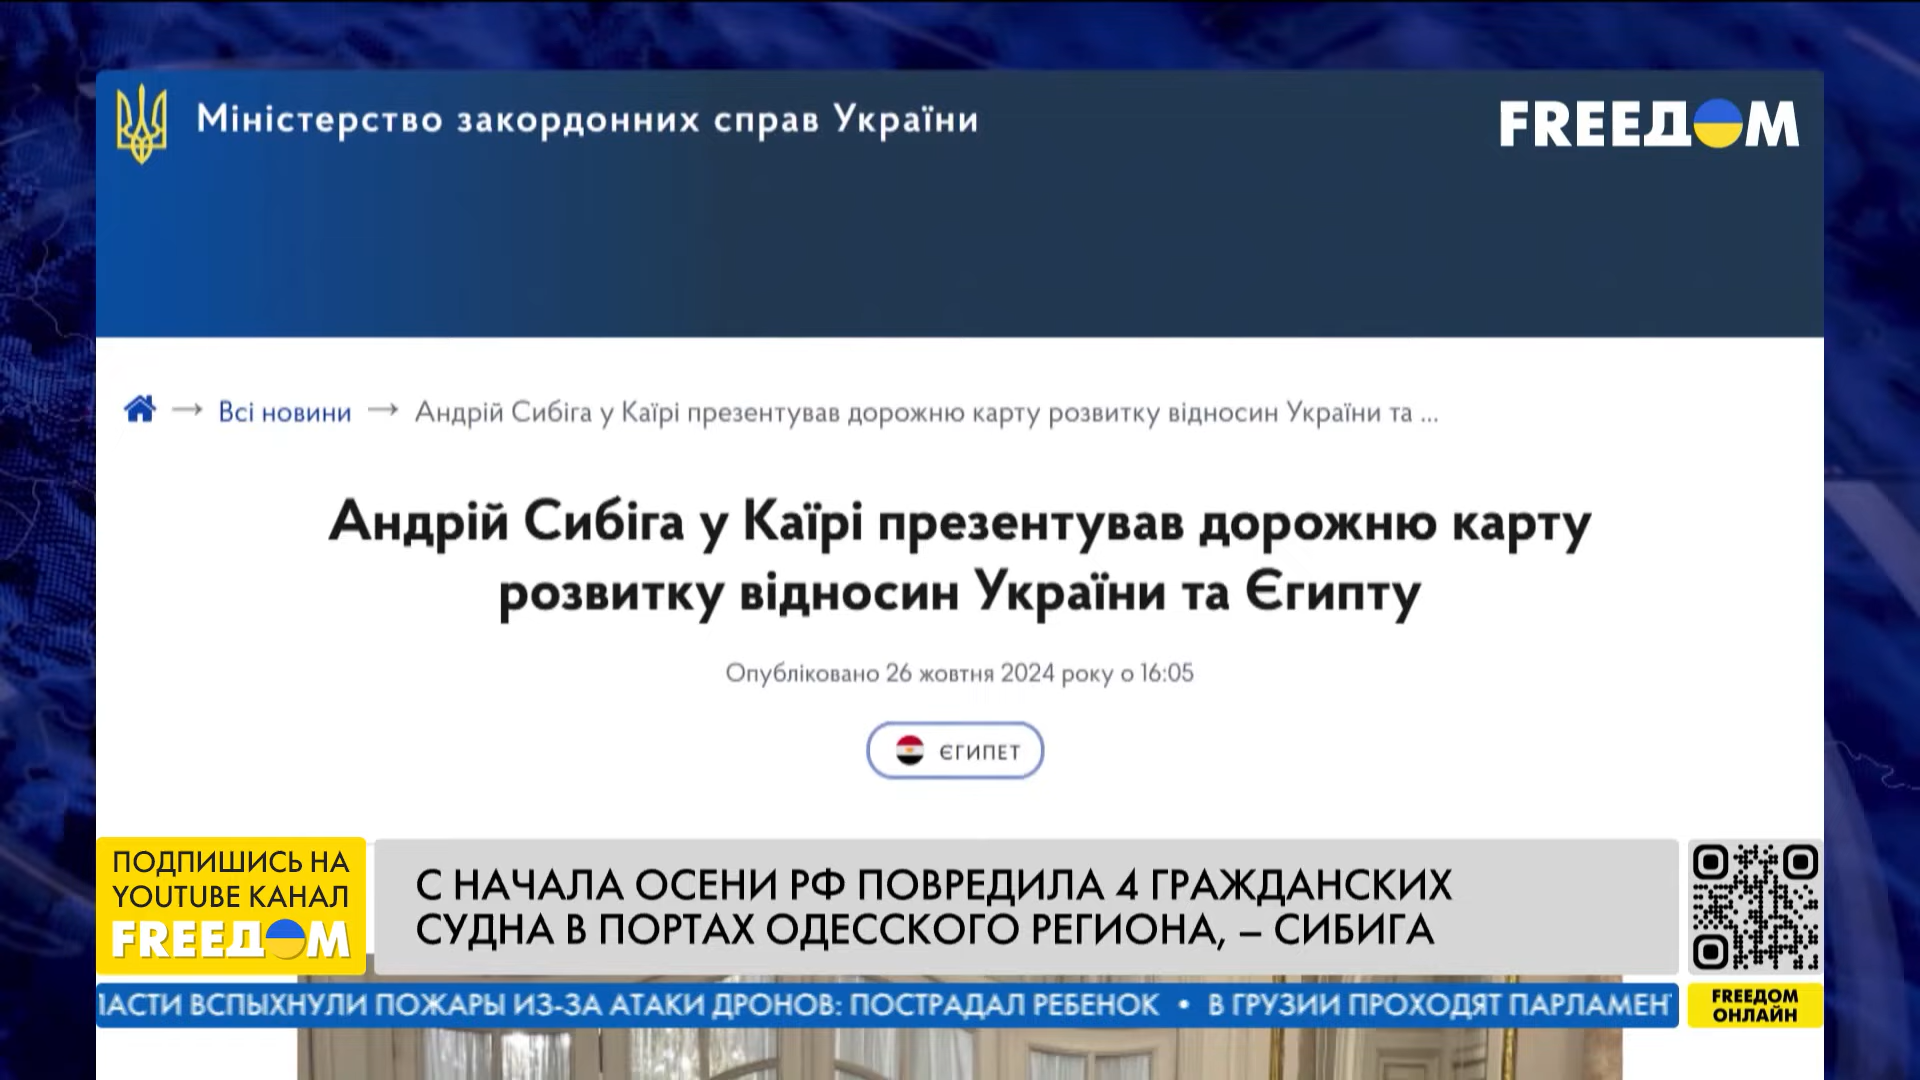 Міністерство закордонних справ України
FREEДOM
Всі новини → Андрій Сибіга у Каїрі презентував дорожню карту розвитку відносин України та ...
Андрій Сибіга у Каїрі презентував дорожню карту
розвитку відносин України та Єгипту
Опубліковано 26 жовтня 2024 року о 16:05
ЄГИПЕТ
ПОДПИШИСЬ НА
YOUTUBE КАНАЛ
FREEДOM
С НАЧАЛА ОСЕНИ РФ ПОВРЕДИЛА 4 ГРАЖДАНСКИХ
СУДНА В ПОРТАХ ОДЕССКОГО РЕГИОНА, – СИБИГА
ЛАСТИ ВСПЫХНУЛИ ПОЖАРЫ ИЗ-ЗА АТАКИ ДРОНОВ: ПОСТРАДАЛ РЕБЕНОК • В ГРУЗИИ ПРОХОДЯТ ПАРЛАМЕНТ
FREEДОМ
ОНЛАЙН